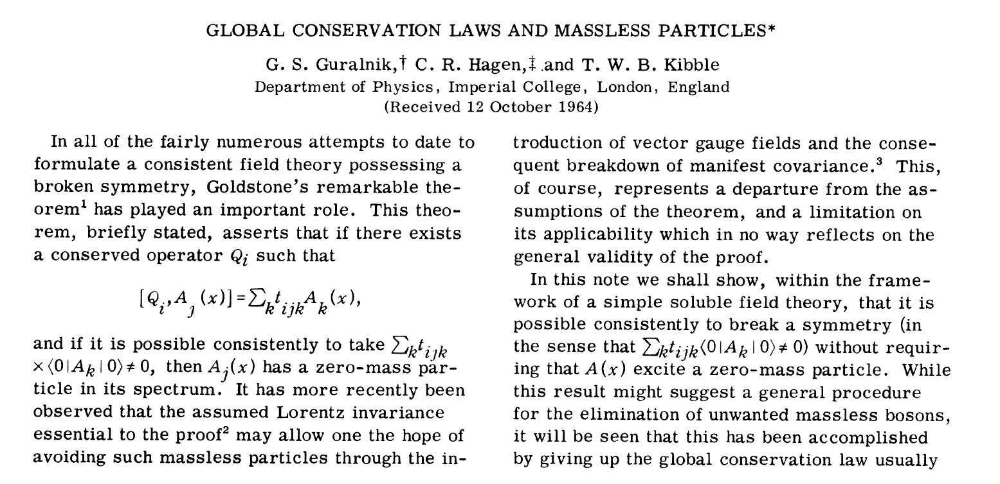 GLOBAL CONSERVATION LAWS AND MASSLESS PARTICLES*
G. S. Guralnik,† C. R. Hagen,‡ and T. W. B. Kibble
Department of Physics, Imperial College, London, England
(Received 12 October 1964)
In all of the fairly numerous attempts to date to
formulate a consistent field theory possessing a
broken symmetry, Goldstone's remarkable the-
orem¹ has played an important role. This theo-
rem, briefly stated, asserts that if there exists
a conserved operator Qᵢ such that
[Qᵢ,Aⱼ(x)]=∑ₖtᵢⱼₖAₖ(x),
and if it is possible consistently to take ∑ₖtᵢⱼₖ
×⟨0|Aₖ|0⟩≠0, then Aⱼ(x) has a zero-mass par-
ticle in its spectrum. It has more recently been
observed that the assumed Lorentz invariance
essential to the proof² may allow one the hope of
avoiding such massless particles through the in-
troduction of vector gauge fields and the conse-
quent breakdown of manifest covariance.³ This,
of course, represents a departure from the as-
sumptions of the theorem, and a limitation on
its applicability which in no way reflects on the
general validity of the proof.
In this note we shall show, within the frame-
work of a simple soluble field theory, that it is
possible consistently to break a symmetry (in
the sense that ∑ₖtᵢⱼₖ⟨0|Aₖ|0⟩≠0) without requir-
ing that A(x) excite a zero-mass particle. While
this result might suggest a general procedure
for the elimination of unwanted massless bosons,
it will be seen that this has been accomplished
by giving up the global conservation law usually